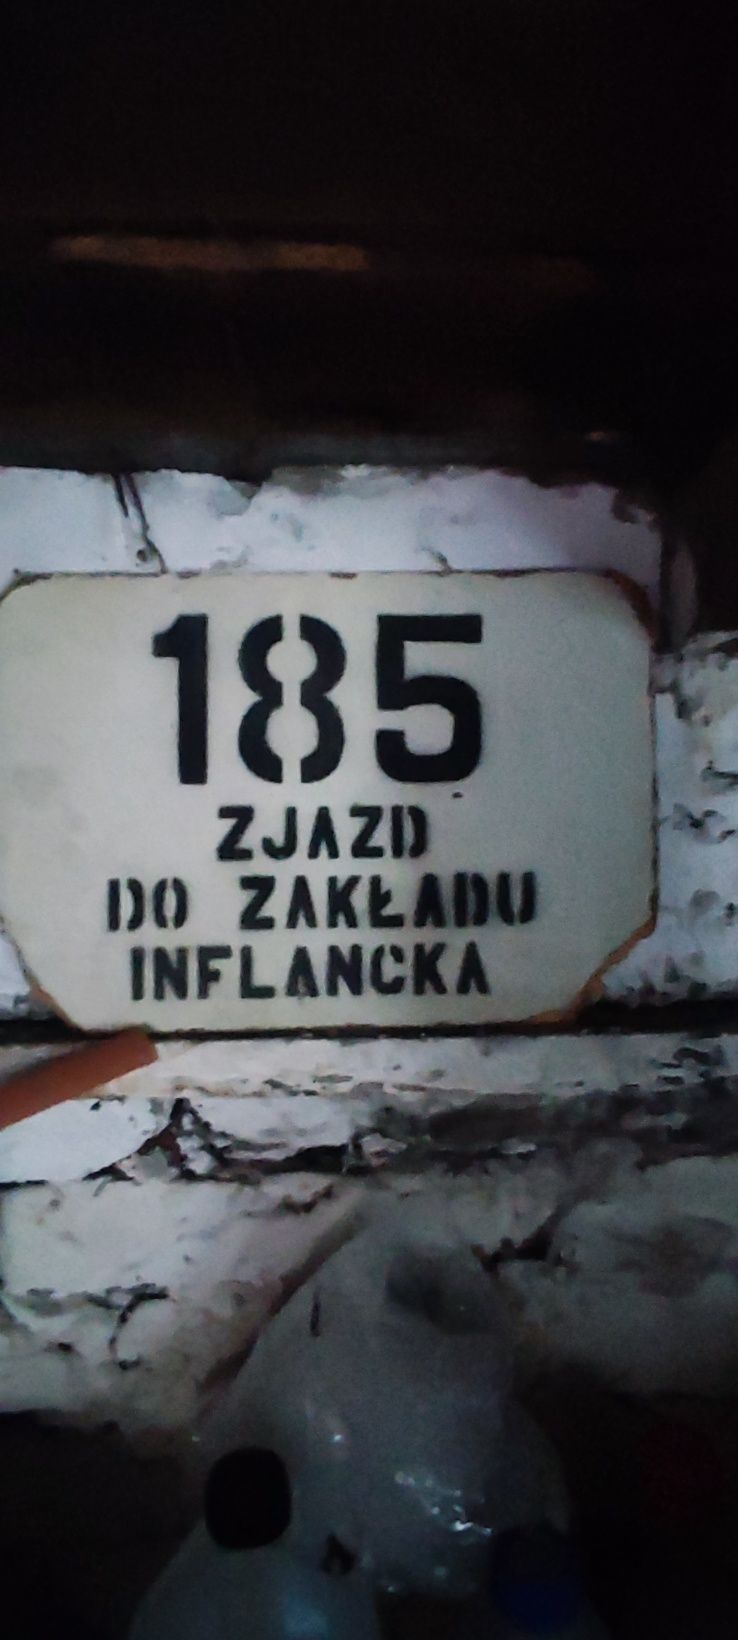 185
ZJAZD
DO ZAKŁADU
INFLANCKA